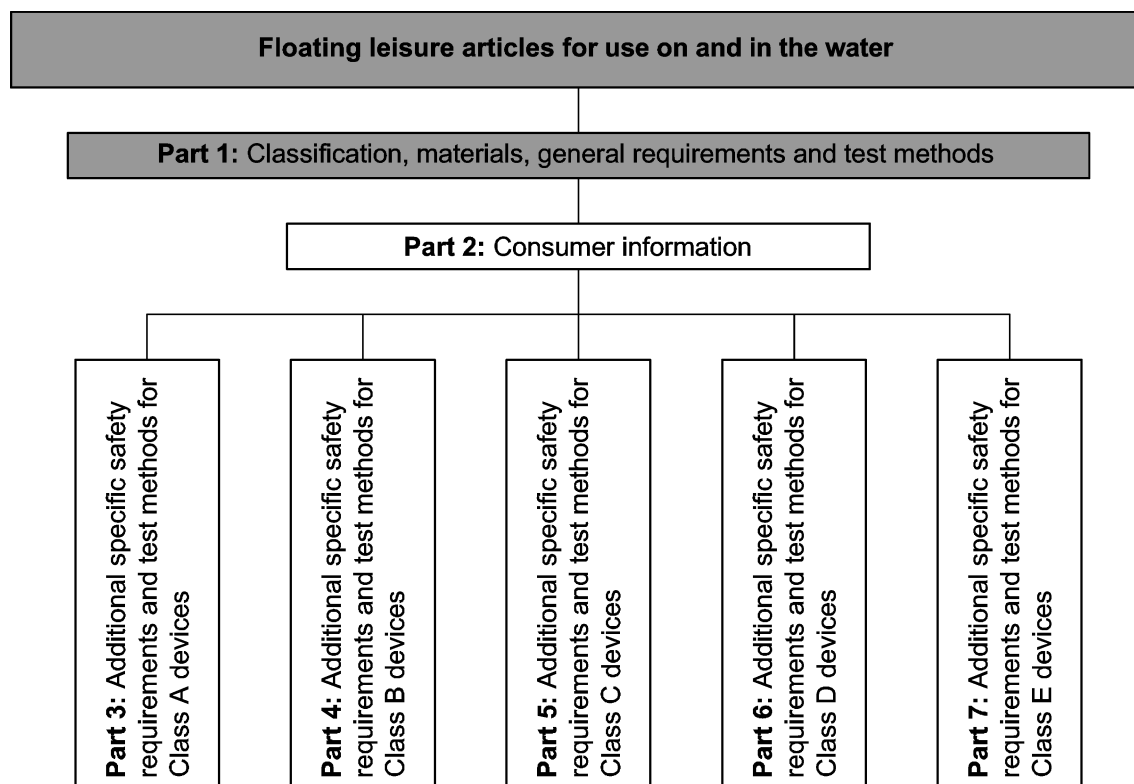 Floating leisure articles for use on and in the water
Part 1: Classification, materials, general requirements and test methods
Part 2: Consumer information
Part 3: Additional specific safety
requirements and test methods for
Class A devices
Part 4: Additional specific safety
requirements and test methods for
Class B devices
Part 5: Additional specific safety
requirements and test methods for
Class C devices
Part 6: Additional specific safety
requirements and test methods for
Class D devices
Part 7: Additional specific safety
requirements and test methods for
Class E devices